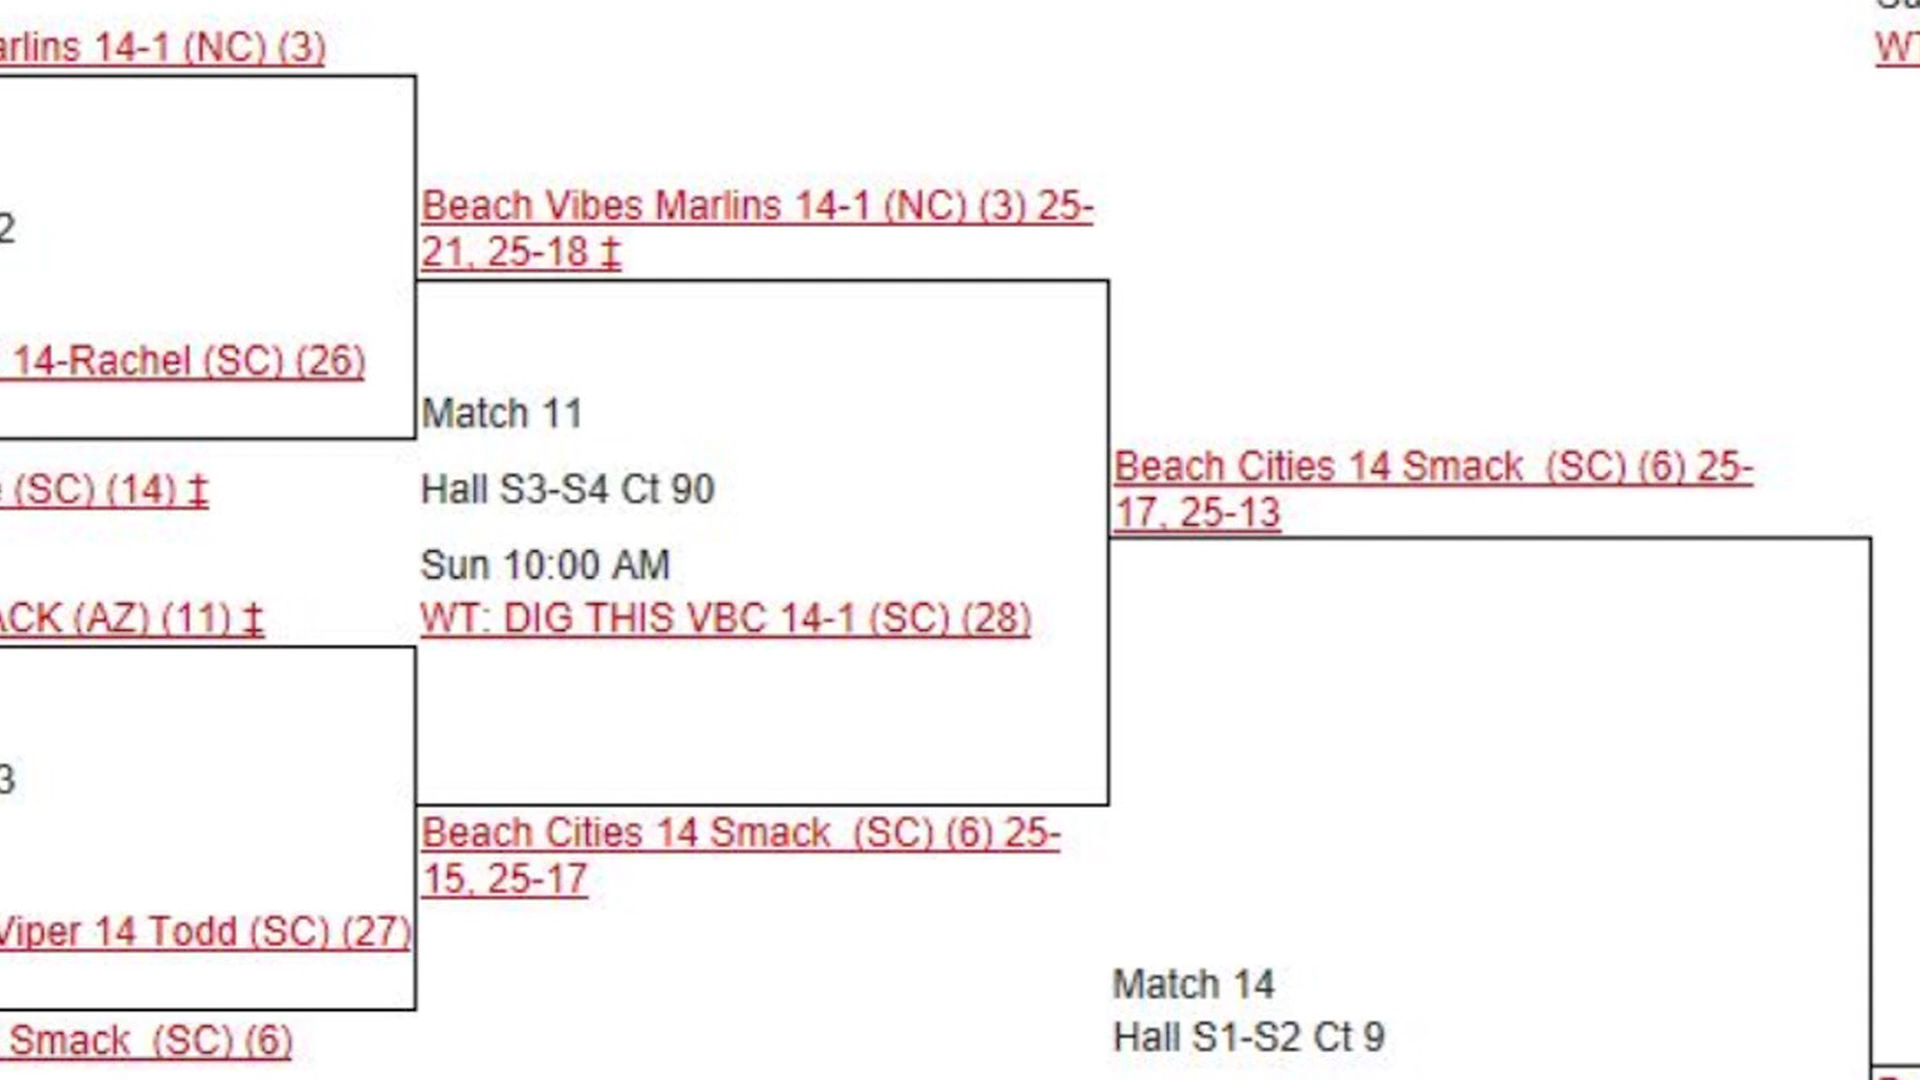 14-1 (NC) (3)
2
14-Rachel (SC) (26)
(SC) (14) ‡
(AZ) (11) ‡
3
Viper 14 Todd (SC) (27)
Smack (SC) (6)
Beach Vibes Marlins 14-1 (NC) (3) 25-
21, 25-18 ‡
Match 11
Hall S3-S4 Ct 90
Sun 10:00 AM
WT: DIG THIS VBC 14-1 (SC) (28)
Beach Cities 14 Smack (SC) (6) 25-
15, 25-17
Beach Cities 14 Smack (SC) (6) 25-
17, 25-13
Match 14
Hall S1-S2 Ct 9
WT